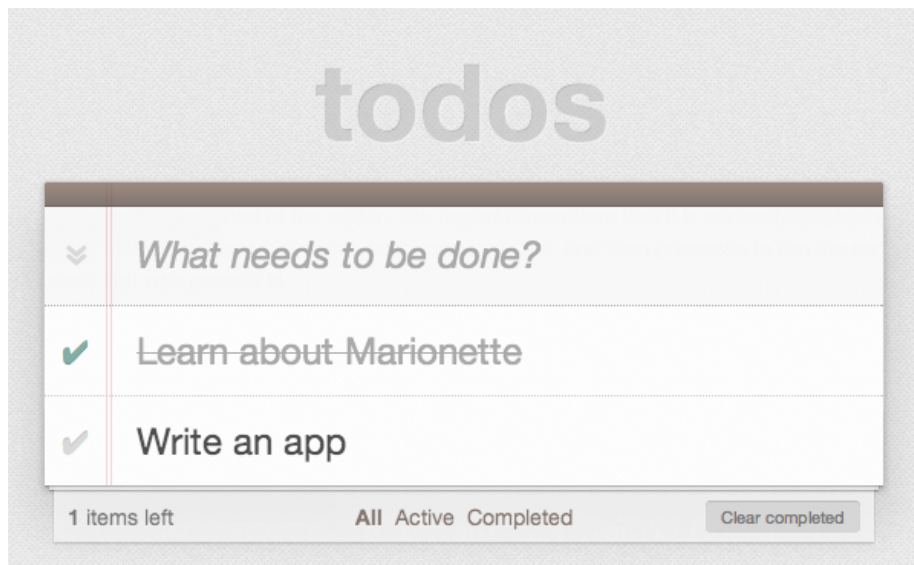 todos
What needs to be done?
Learn about Marionette
Write an app
1 items left All Active Completed Clear completed